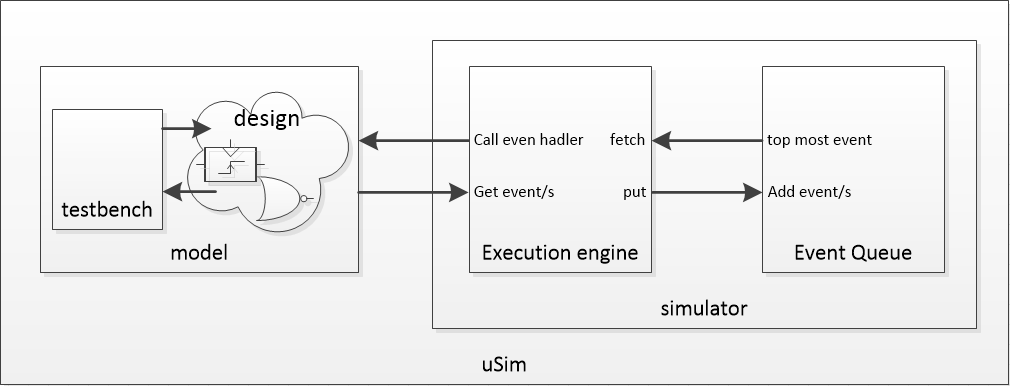 design
testbench
model
Call even hadler
fetch
top most event
Get event/s
put
Add event/s
Execution engine
Event Queue
simulator
uSim